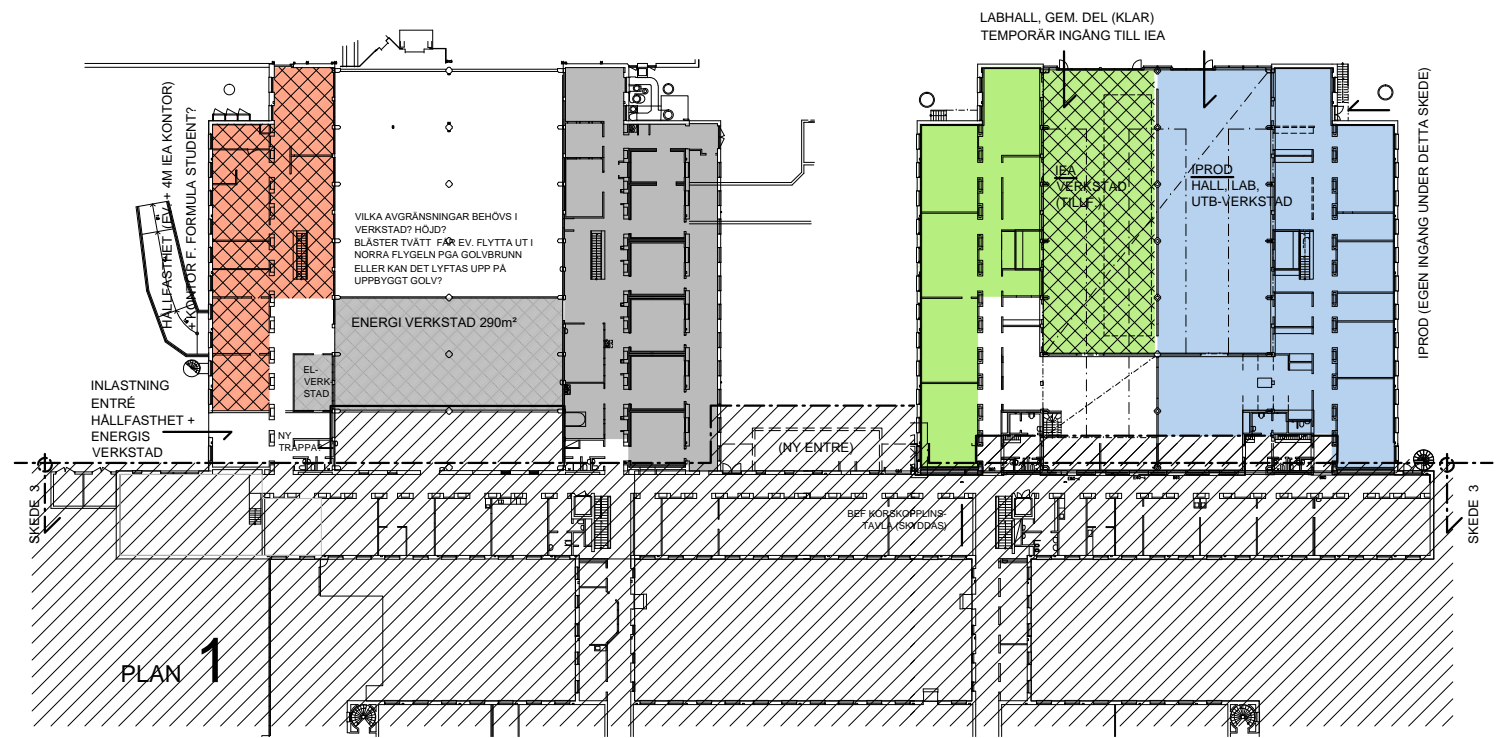 LABHALL, GEM. DEL (KLAR)
TEMPORÄR INGÅNG TILL IEA
HÅLLFASTHET (EV. + 4M IEA KONTOR)
+ KONTOR F. FORMULA STUDENT?
VILKA AVGRÄNSNINGAR BEHÖVS I
VERKSTAD? HÖJD?
BLÄSTER TVÄTT FÅR EV. FLYTTA UT I
NORRA FLYGELN PGA GOLVBRUNN
ELLER KAN DET LYFTAS UPP PÅ
UPPBYGGT GOLV?
ENERGI VERKSTAD 290m²
EL-
VERK-
STAD
INLASTNING
ENTRÉ
HÅLLFASTHET +
ENERGIS
VERKSTAD
NY
TRAPPA
IEA
VERKSTAD
(TILLF.)
IPROD
HALL, LAB,
UTB-VERKSTAD
IPROD (EGEN INGÅNG UNDER DETTA SKEDE)
(NY ENTRE)
SKEDE 3
BEF KORSKOPPLINS-
TAVLA (SKYDDAS)
SKEDE 3
PLAN 1